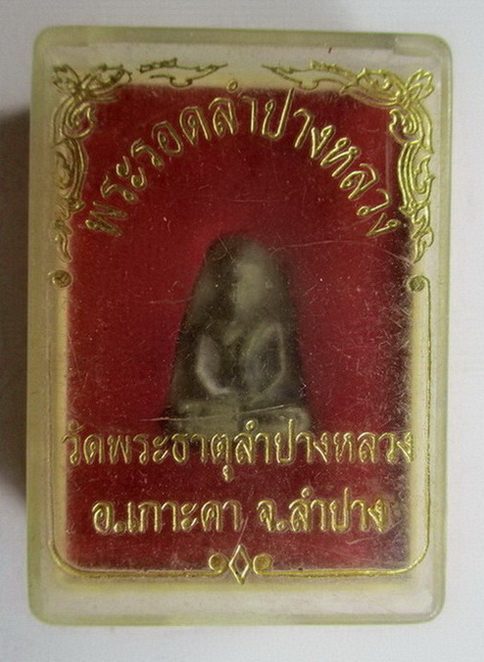 พระรอดลำปางหลวง
วัดพระธาตุลำปางหลวง
อ.เกาะคา จ.ลำปาง